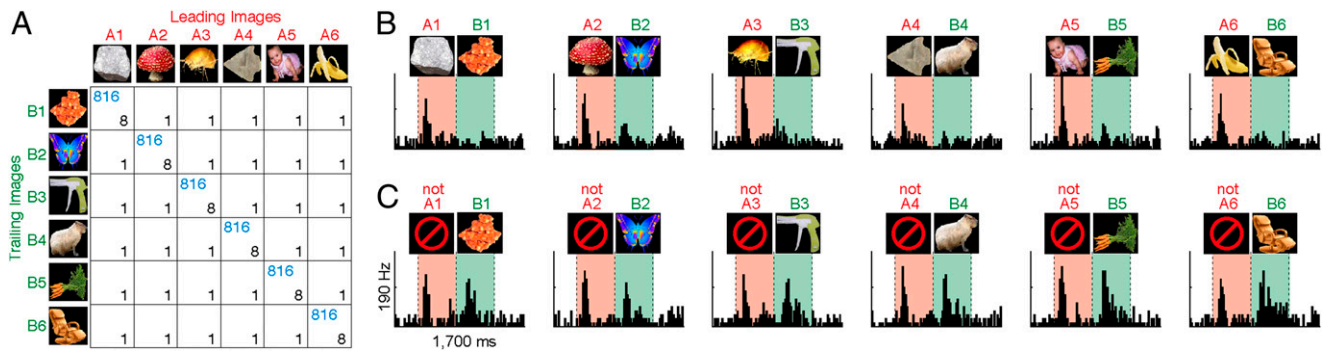 A
Leading Images
A1 A2 A3 A4 A5 A6
Trailing Images
B1
816
8 1 1 1 1 1
B2
816
1 8 1 1 1 1
B3
816
1 1 8 1 1 1
B4
816
1 1 1 8 1 1
B5
816
1 1 1 1 8 1
B6
816
1 1 1 1 1 8
B
A1 B1 A2 B2 A3 B3 A4 B4 A5 B5 A6 B6
C
not not not not not not
A1 B1 A2 B2 A3 B3 A4 B4 A5 B5 A6 B6
190 Hz
1,700 ms